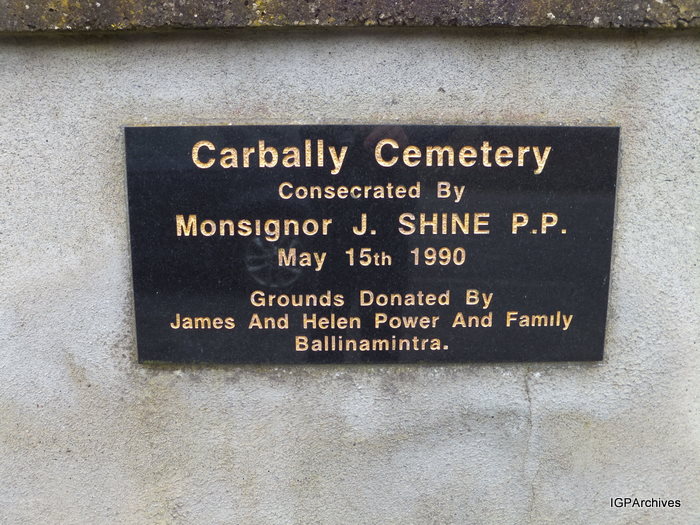 Carbally Cemetery
Consecrated By
Monsignor J. SHINE P.P.
May 15th 1990
Grounds Donated By
James And Helen Power And Family
Ballinamintra.
IGPArchives